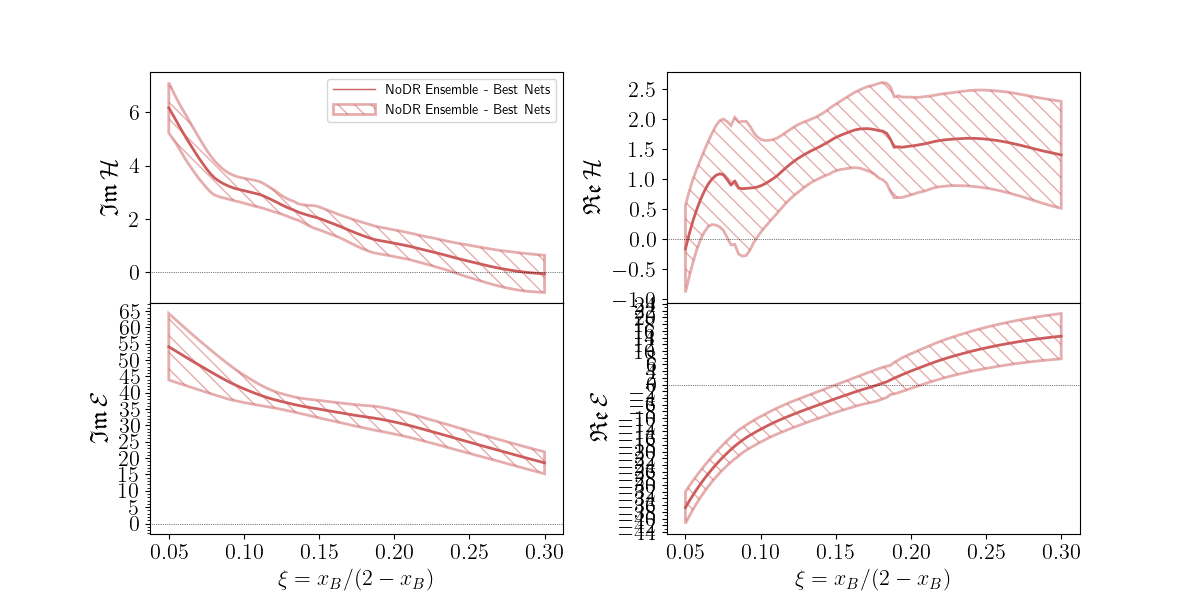 NoDR Ensemble - Best Nets
NoDR Ensemble - Best Nets
ℑm ℋ
6
4
2
0
ℜe ℋ
2.5
2.0
1.5
1.0
0.5
0.0
−0.5
−1.0
ℑm ℰ
65
60
55
50
45
40
35
30
25
20
15
10
5
0
ℜe ℰ
0.05 0.10 0.15 0.20 0.25 0.30
0.05 0.10 0.15 0.20 0.25 0.30
ξ = x_B/(2 − x_B)
ξ = x_B/(2 − x_B)